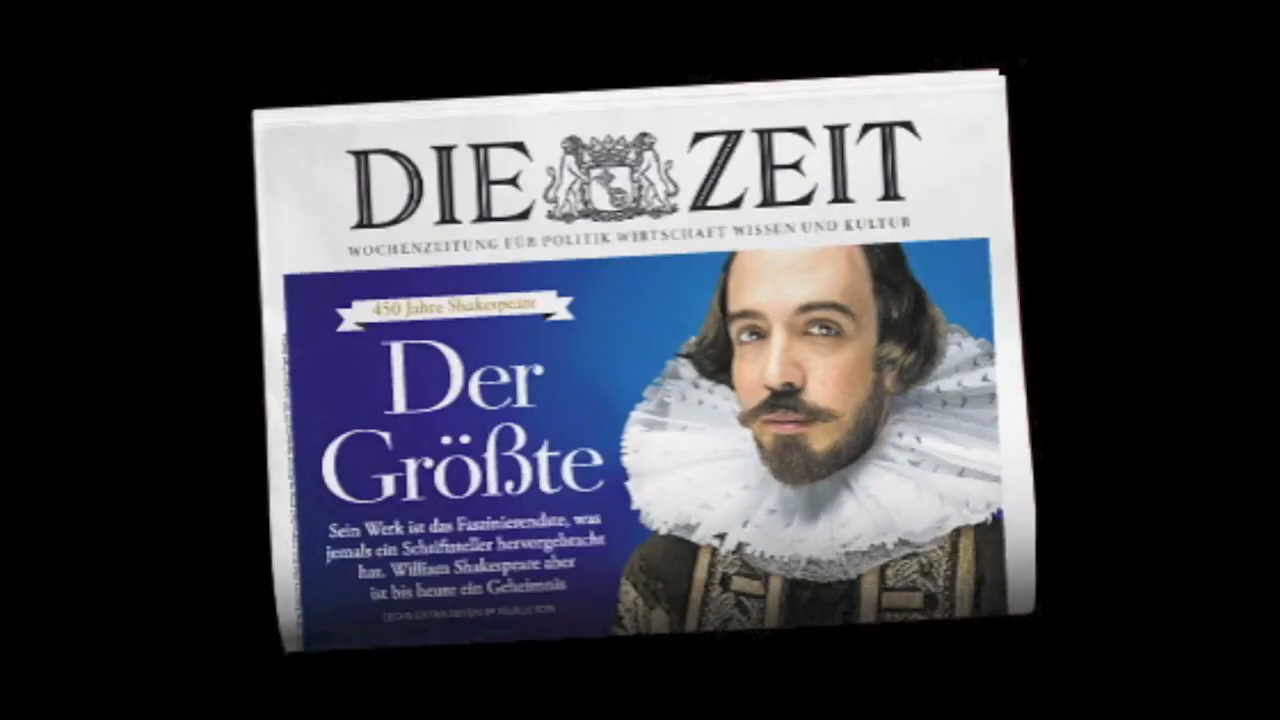 DIE ZEIT
WOCHENZEITUNG FÜR POLITIK WIRTSCHAFT WISSEN UND KULTUR
450 Jahre Shakespeare
Der
Größte
Sein Werk ist das Faszinierendste, was
jemals ein Schriftsteller hervorgebracht
hat. William Shakespeare aber
ist bis heute ein Geheimnis